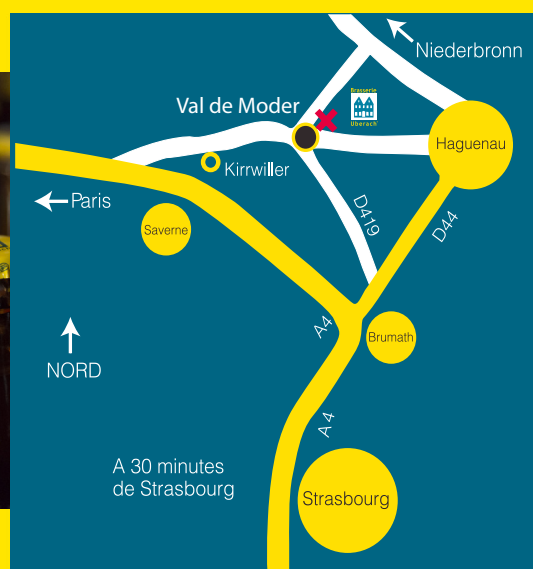 Niederbronn
Brasserie
Uberach
Val de Moder
Haguenau
Kirrwiller
Paris
D419
D44
Saverne
A4
Brumath
NORD
A 4
A 30 minutes
de Strasbourg
Strasbourg